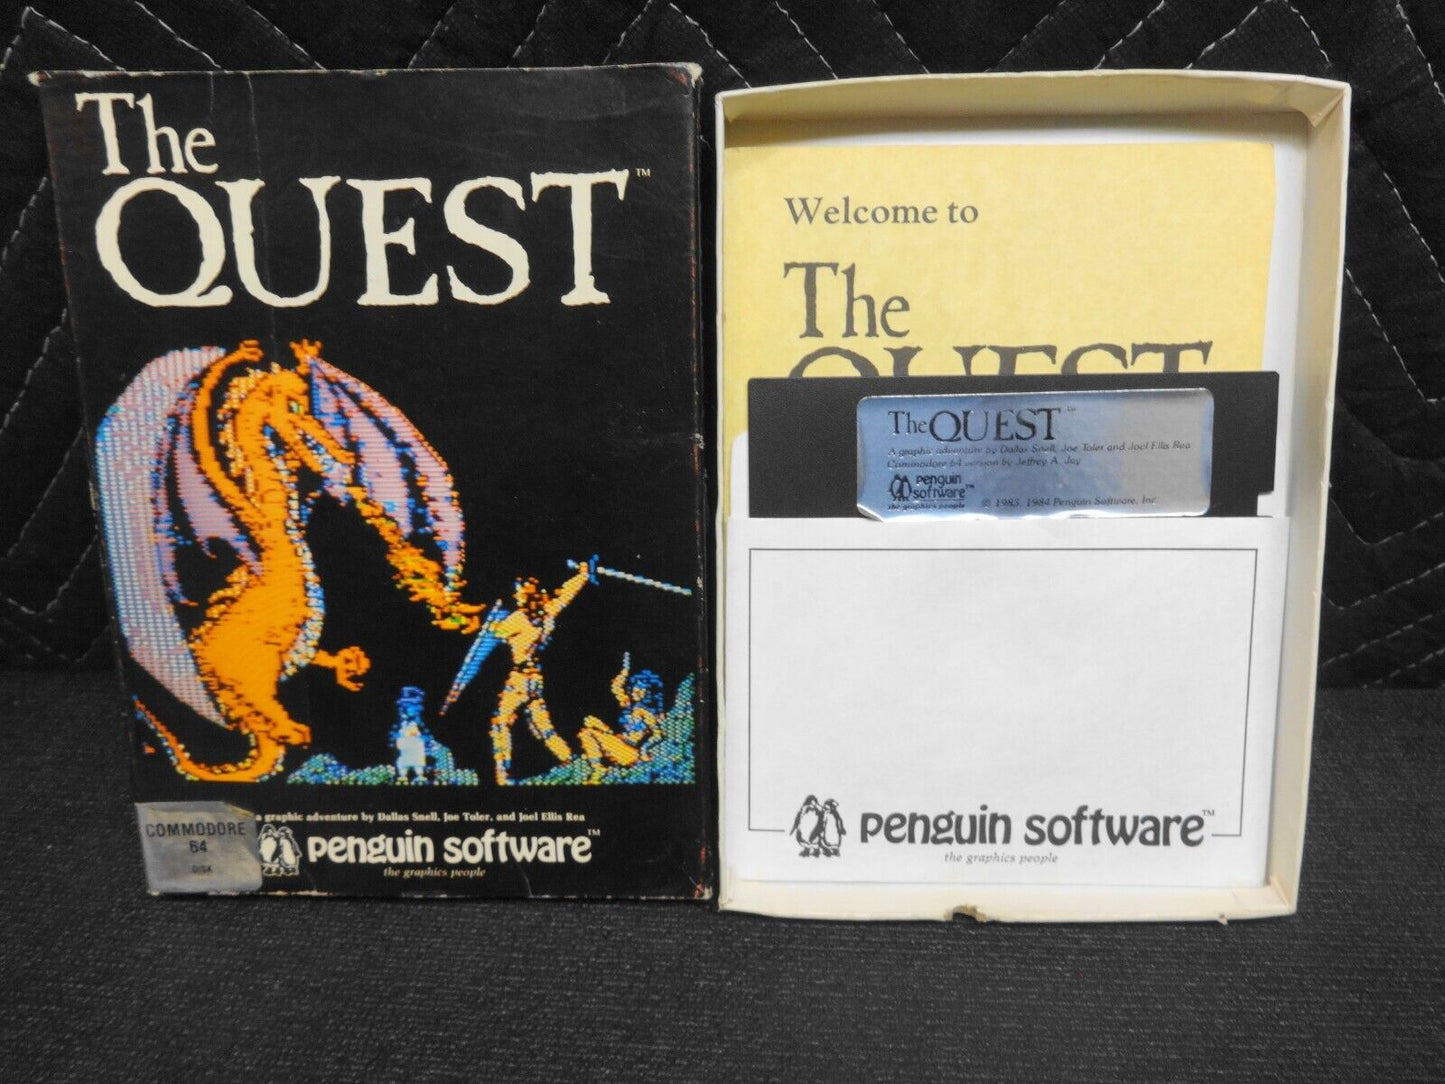 The
QUEST™
a graphic adventure by Dallas Snell, Joe Toler, and Joel Ellis Rea
COMMODORE
64
DISK
penguin software™
the graphics people
Welcome to
The
QUEST
The QUEST™
A graphic adventure by Dallas Snell, Joe Toler and Joel Ellis Rea
Commodore 64 version by Jeffrey A. Jay
penguin
software™
the graphics people
© 1983, 1984 Penguin Software, Inc.
penguin software™
the graphics people